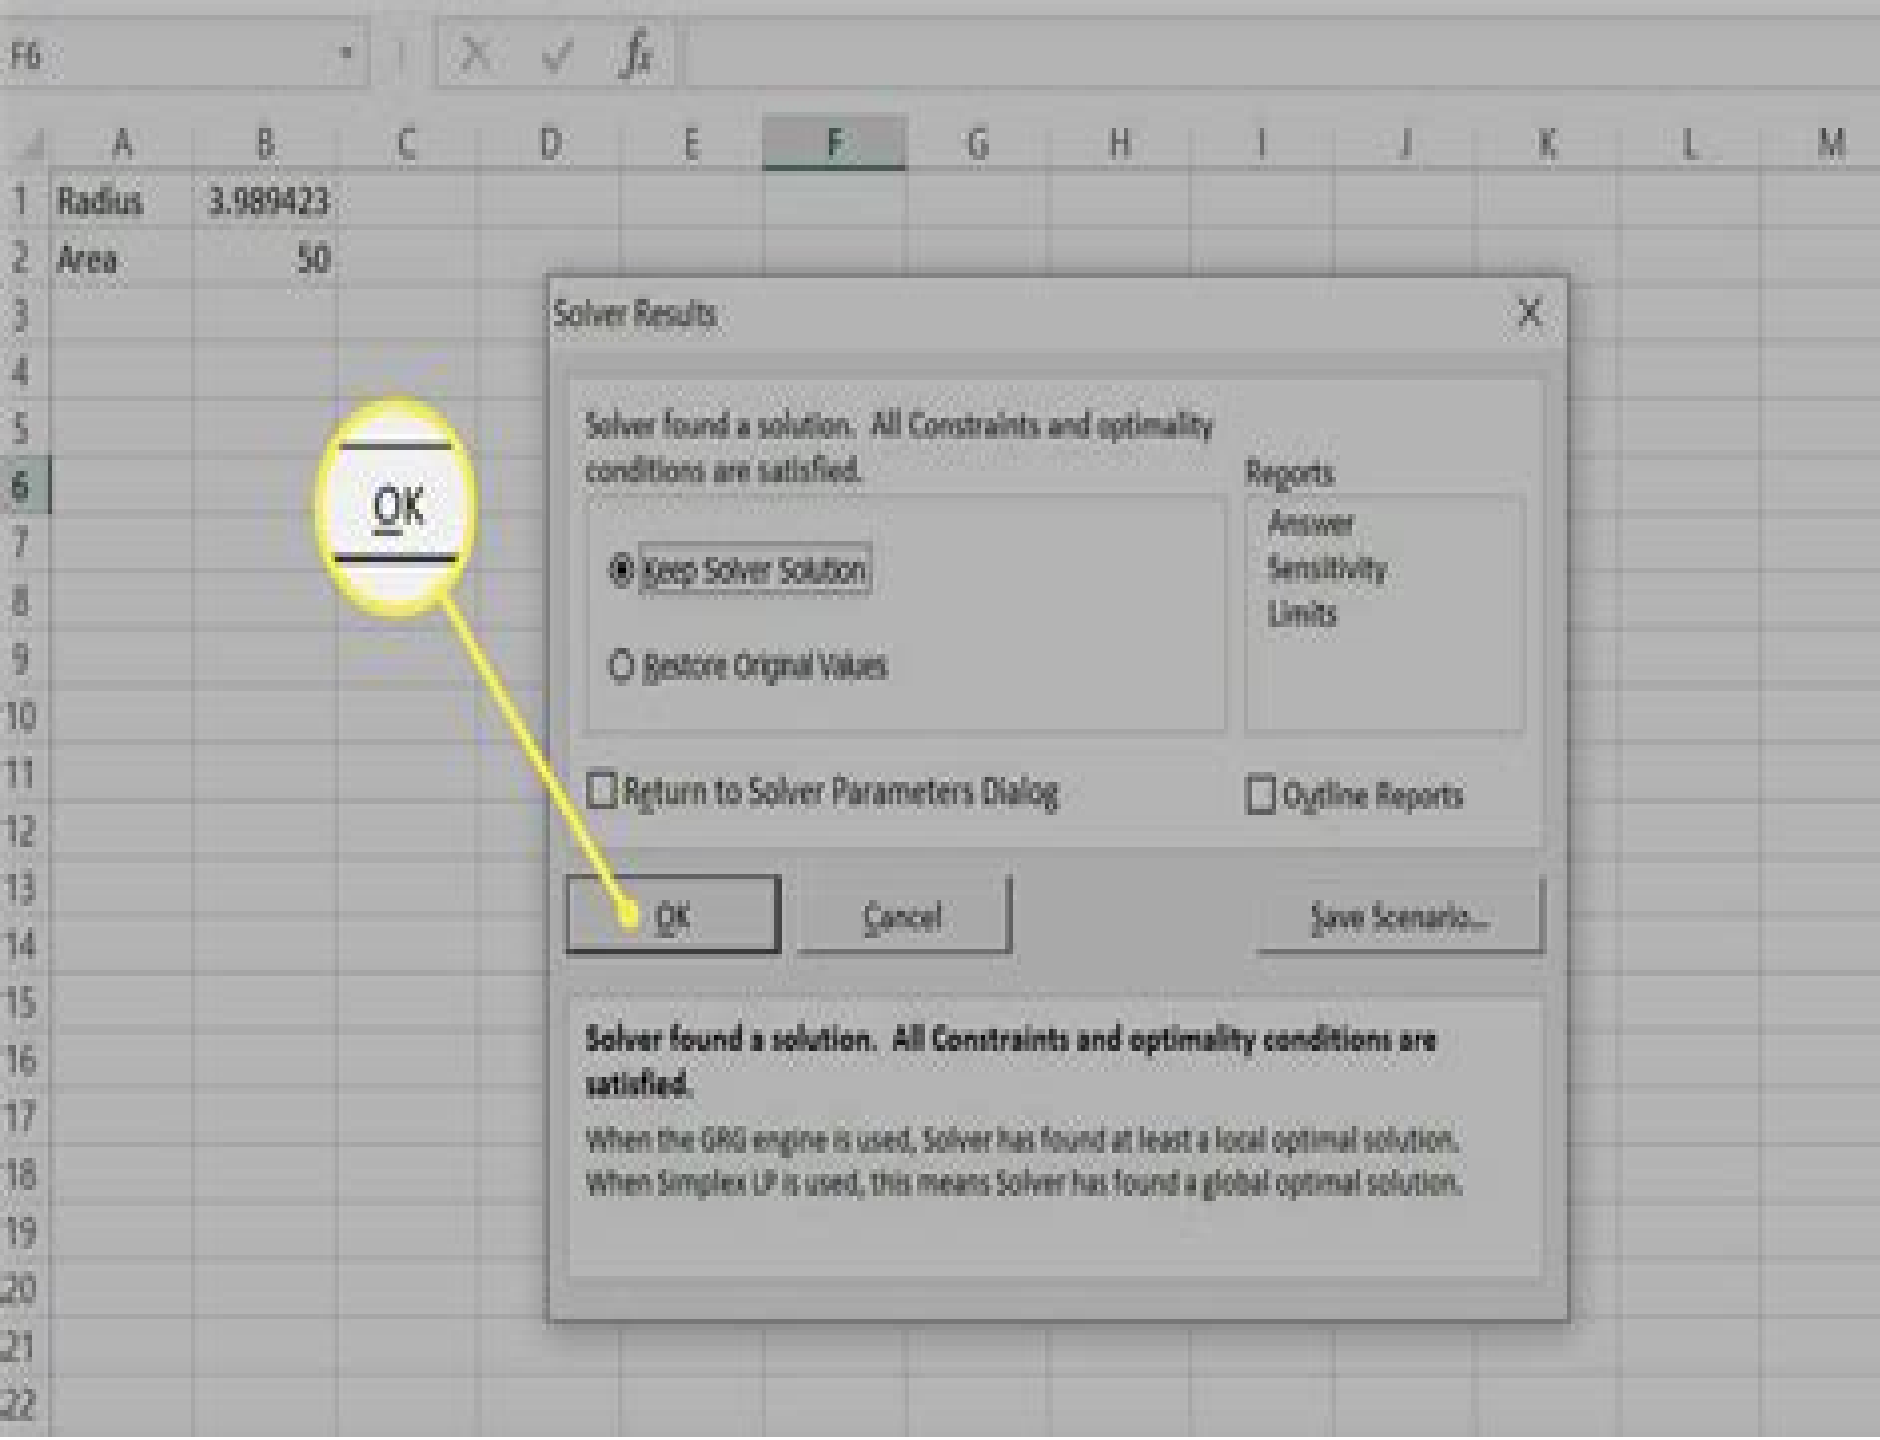 F6
fx
A B C D E F G H I J K L M
1 Radius 3.989423
2 Area 50
3
Solver Results X
4
Solver found a solution. All Constraints and optimality
5
conditions are satisfied.
Reports
6
OK
Answer
7
Keep Solver Solution
Sensitivity
8
Limits
9
Restore Original Values
10
11
Return to Solver Parameters Dialog
Outline Reports
12
13
OK Cancel Save Scenario...
14
15
Solver found a solution. All Constraints and optimality conditions are
16
satisfied.
17
When the GRG engine is used, Solver has found at least a local optimal solution.
18
When Simplex LP is used, this means Solver has found a global optimal solution.
19
20
21
22